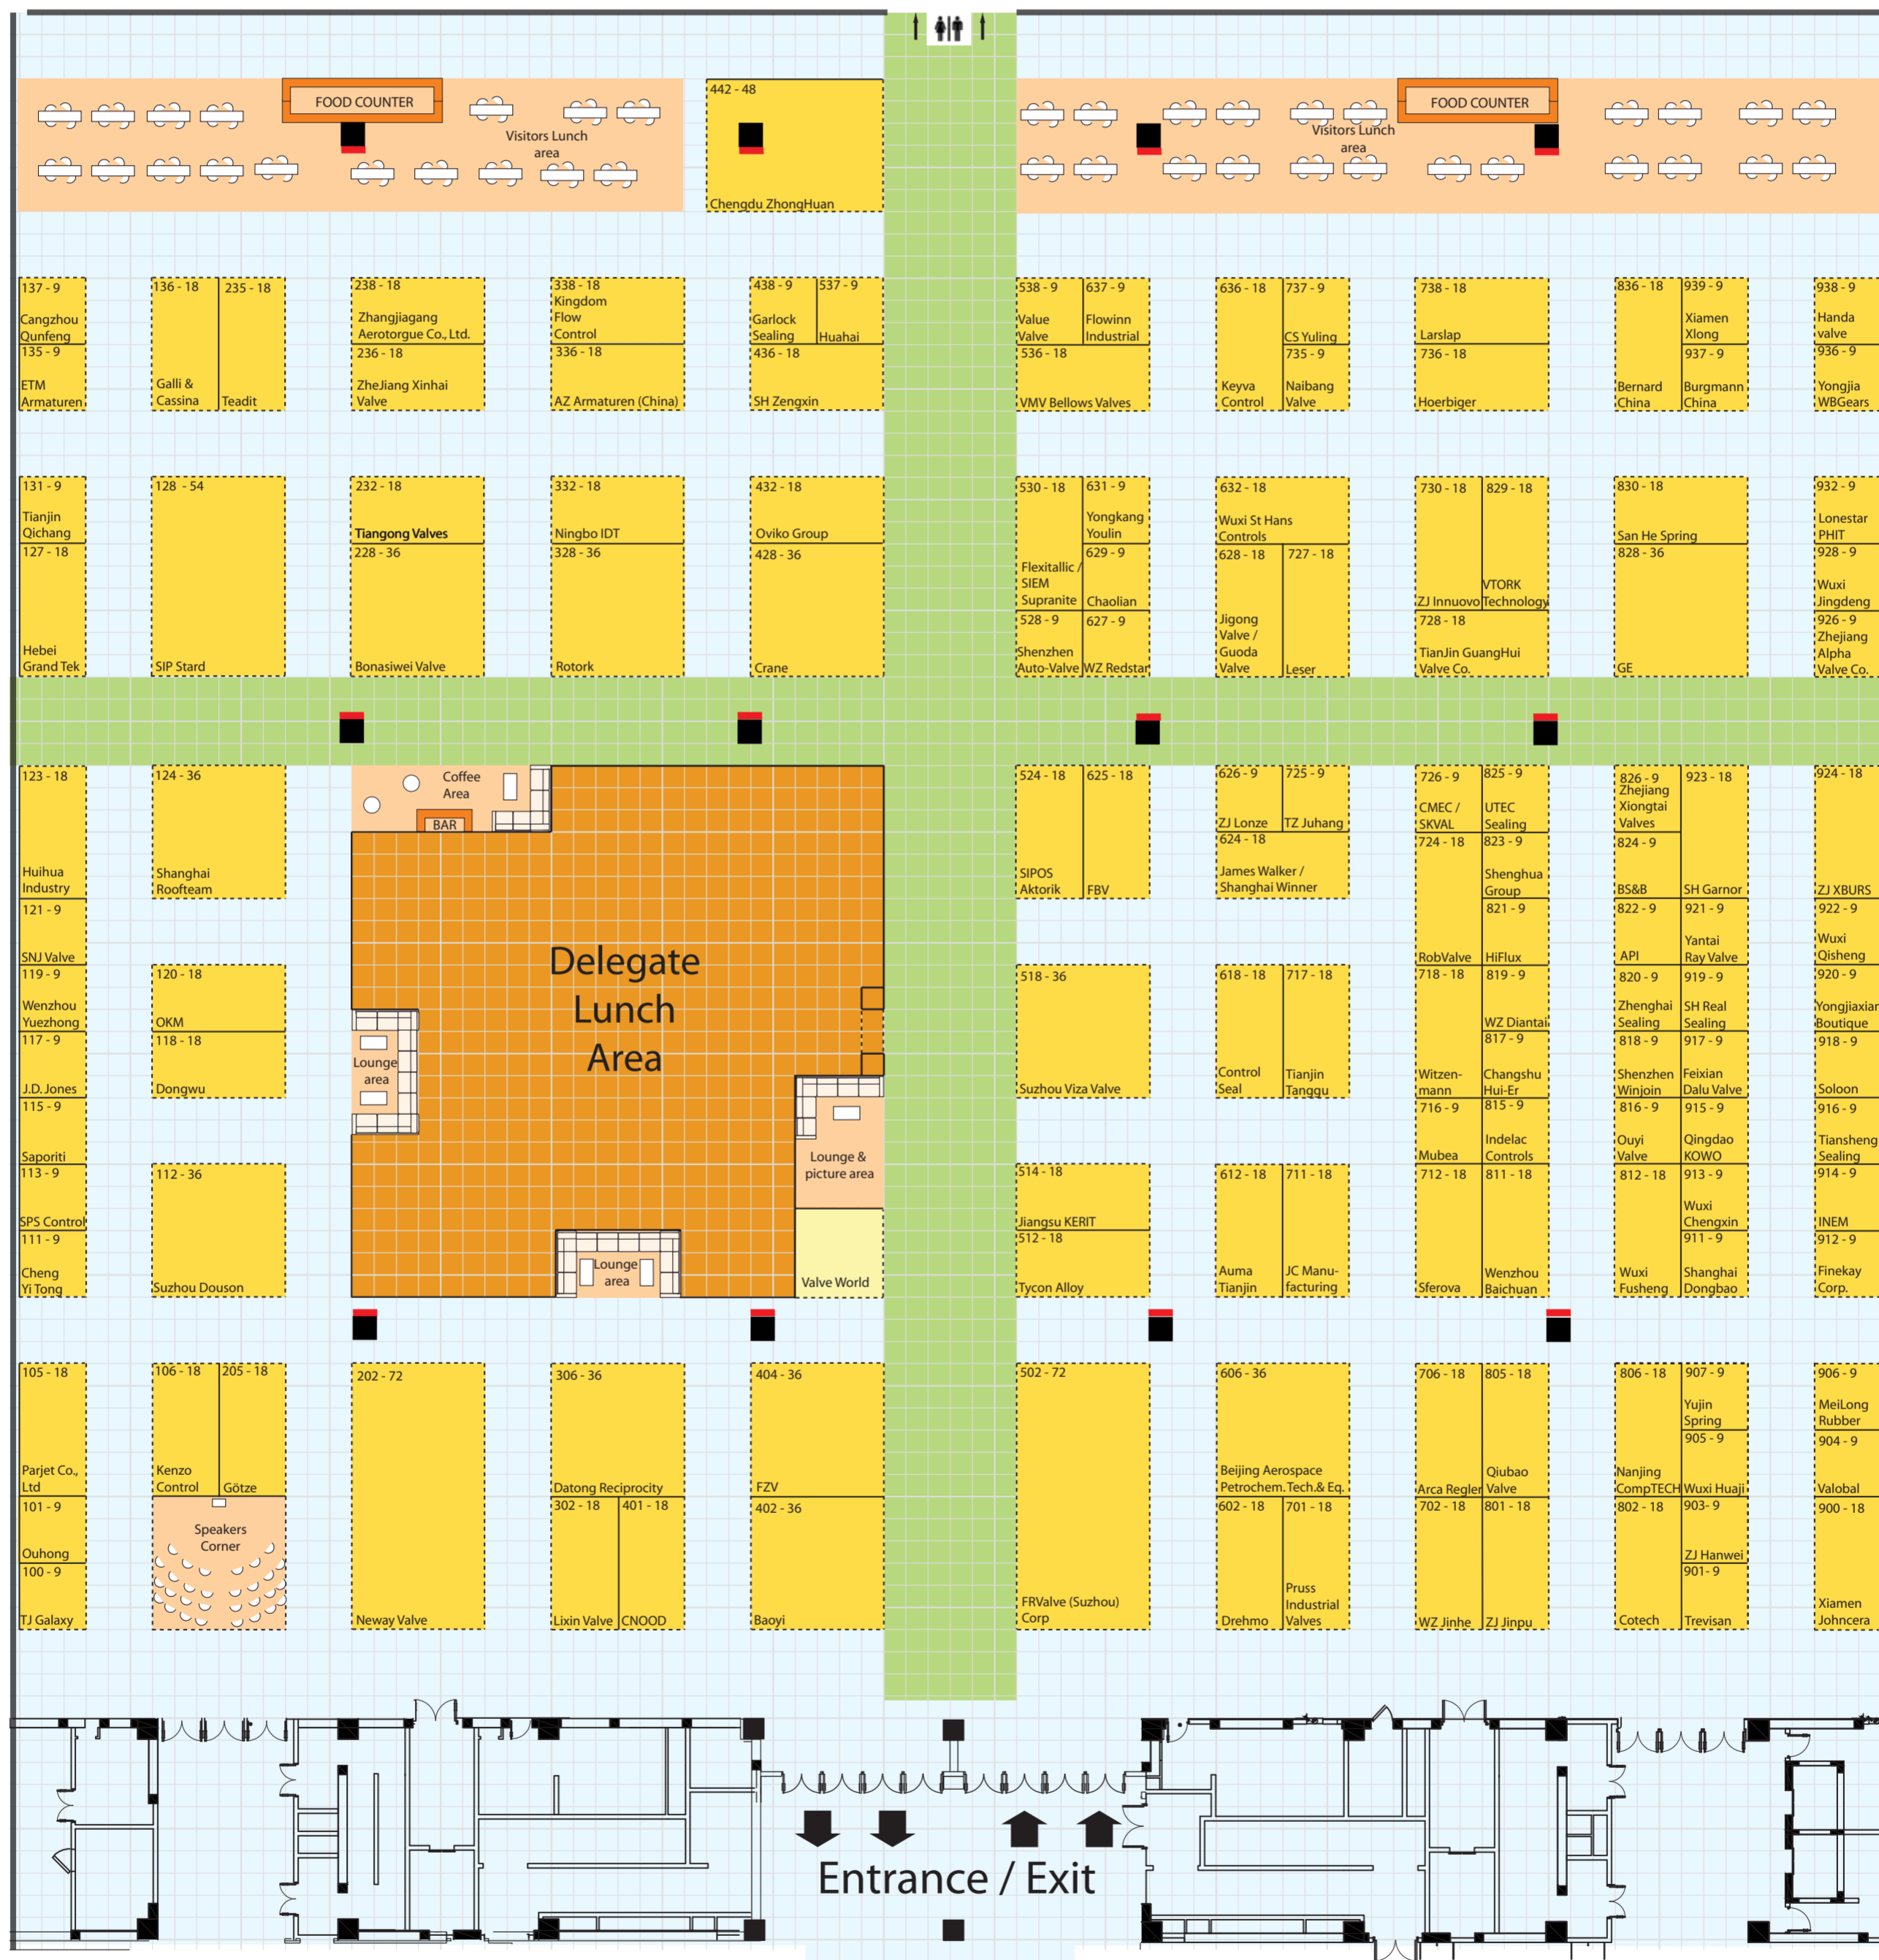 FOOD COUNTER
Visitors Lunch
area
442 - 48
Chengdu ZhongHuan
FOOD COUNTER
Visitors Lunch
area
137 - 9
Cangzhou
Qunfeng
135 - 9
ETM
Armaturen
136 - 18
Galli &
Cassina
235 - 18
Teadit
238 - 18
Zhangjiagang
Aerotorgue Co., Ltd.
236 - 18
ZheJiang Xinhai
Valve
338 - 18
Kingdom
Flow
Control
336 - 18
AZ Armaturen (China)
438 - 9
Garlock
Sealing
537 - 9
Huahai
436 - 18
SH Zengxin
538 - 9
Value
Valve
637 - 9
Flowinn
Industrial
536 - 18
VMV Bellows Valves
636 - 18
Keyva
Control
737 - 9
CS Yuling
735 - 9
Naibang
Valve
738 - 18
Larslap
736 - 18
Hoerbiger
836 - 18
Bernard
China
939 - 9
Xiamen
Xlong
937 - 9
Burgmann
China
938 - 9
Handa
valve
936 - 9
Yongjia
WBGears
131 - 9
Tianjin
Qichang
127 - 18
Hebei
Grand Tek
128 - 54
SIP Stard
232 - 18
Tiangong Valves
228 - 36
Bonasiwei Valve
332 - 18
Ningbo IDT
328 - 36
Rotork
432 - 18
Oviko Group
428 - 36
Crane
530 - 18
Flexitallic /
SIEM
Supranite
631 - 9
Yongkang
Youlin
629 - 9
Chaolian
528 - 9
Shenzhen
Auto-Valve
627 - 9
WZ Redstar
632 - 18
Wuxi St Hans
Controls
628 - 18
Jigong
Valve /
Guoda
Valve
727 - 18
Leser
730 - 18
ZJ Innuovo
829 - 18
VTORK
Technology
728 - 18
TianJin GuangHui
Valve Co.
830 - 18
San He Spring
828 - 36
GE
932 - 9
Lonestar
PHIT
928 - 9
Wuxi
Jingdeng
926 - 9
Zhejiang
Alpha
Valve Co.
123 - 18
Huihua
Industry
121 - 9
SNJ Valve
119 - 9
Wenzhou
Yuezhong
117 - 9
J.D. Jones
115 - 9
Saporiti
113 - 9
SPS Control
111 - 9
Cheng
Yi Tong
124 - 36
Shanghai
Roofteam
120 - 18
OKM
118 - 18
Dongwu
112 - 36
Suzhou Douson
Coffee
Area
BAR
Delegate
Lunch
Area
Lounge
area
Lounge &
picture area
Lounge
area
Valve World
524 - 18
SIPOS
Aktorik
625 - 18
FBV
518 - 36
Suzhou Viza Valve
514 - 18
Jiangsu KERIT
512 - 18
Tycon Alloy
626 - 9
ZJ Lonze
725 - 9
TZ Juhang
624 - 18
James Walker /
Shanghai Winner
618 - 18
Control
Seal
717 - 18
Tianjin
Tanggu
612 - 18
Auma
Tianjin
711 - 18
JC Manu-
facturing
726 - 9
CMEC /
SKVAL
825 - 9
UTEC
Sealing
724 - 18
RobValve
823 - 9
Shenghua
Group
821 - 9
HiFlux
718 - 18
Witzen-
mann
819 - 9
WZ Diantai
817 - 9
Changshu
Hui-Er
716 - 9
Mubea
815 - 9
Indelac
Controls
712 - 18
Sferova
811 - 18
Wenzhou
Baichuan
826 - 9
Zhejiang
Xiongtai
Valves
923 - 18
SH Garnor
824 - 9
BS&B
822 - 9
API
921 - 9
Yantai
Ray Valve
820 - 9
Zhenghai
Sealing
919 - 9
SH Real
Sealing
818 - 9
Shenzhen
Winjoin
917 - 9
Feixian
Dalu Valve
816 - 9
Ouyi
Valve
915 - 9
Qingdao
KOWO
812 - 18
Wuxi
Fusheng
913 - 9
Wuxi
Chengxin
911 - 9
Shanghai
Dongbao
924 - 18
ZJ XBURS
922 - 9
Wuxi
Qisheng
920 - 9
Yongjiaxian
Boutique
918 - 9
Soloon
916 - 9
Tiansheng
Sealing
914 - 9
INEM
912 - 9
Finekay
Corp.
105 - 18
Parjet Co.,
Ltd
101 - 9
Ouhong
100 - 9
TJ Galaxy
106 - 18
Kenzo
Control
205 - 18
Götze
Speakers
Corner
202 - 72
Neway Valve
306 - 36
Datong Reciprocity
302 - 18
Lixin Valve
401 - 18
CNOOD
404 - 36
FZV
402 - 36
Baoyi
502 - 72
FRValve (Suzhou)
Corp
606 - 36
Beijing Aerospace
Petrochem. Tech.& Eq.
602 - 18
Drehmo
701 - 18
Pruss
Industrial
Valves
706 - 18
Arca Regler
805 - 18
Qiubao
Valve
702 - 18
WZ Jinhe
801 - 18
ZJ Jinpu
806 - 18
Nanjing
CompTECH
907 - 9
Yujin
Spring
905 - 9
Wuxi Huaji
802 - 18
Cotech
903- 9
ZJ Hanwei
901- 9
Trevisan
906 - 9
MeiLong
Rubber
904 - 9
Valobal
900 - 18
Xiamen
Johncera
Entrance / Exit